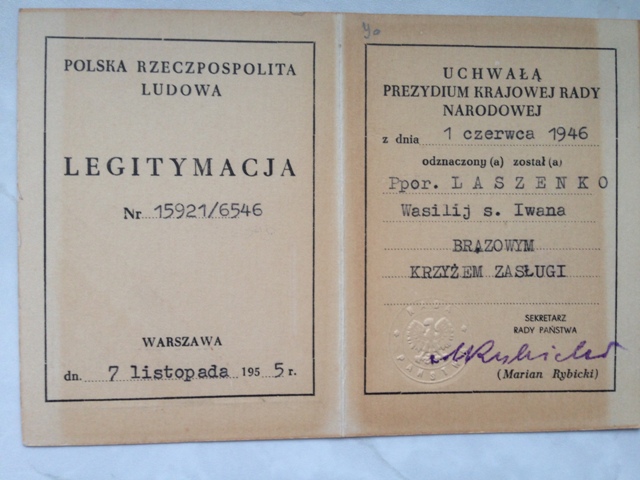 POLSKA RZECZPOSPOLITA
LUDOWA
LEGITYMACJA
Nr 15921/6546
WARSZAWA
dn. 7 listopada 1955 r.
UCHWAŁĄ
PREZYDIUM KRAJOWEJ RADY
NARODOWEJ
z dnia 1 czerwca 1946
odznaczony (a) został (a)
Ppor. LASZENKO
Wasilij s. Iwana
BRĄZOWYM
KRZYŻEM ZASŁUGI
SEKRETARZ
RADY PAŃSTWA
MRybicki
(Marian Rybicki)